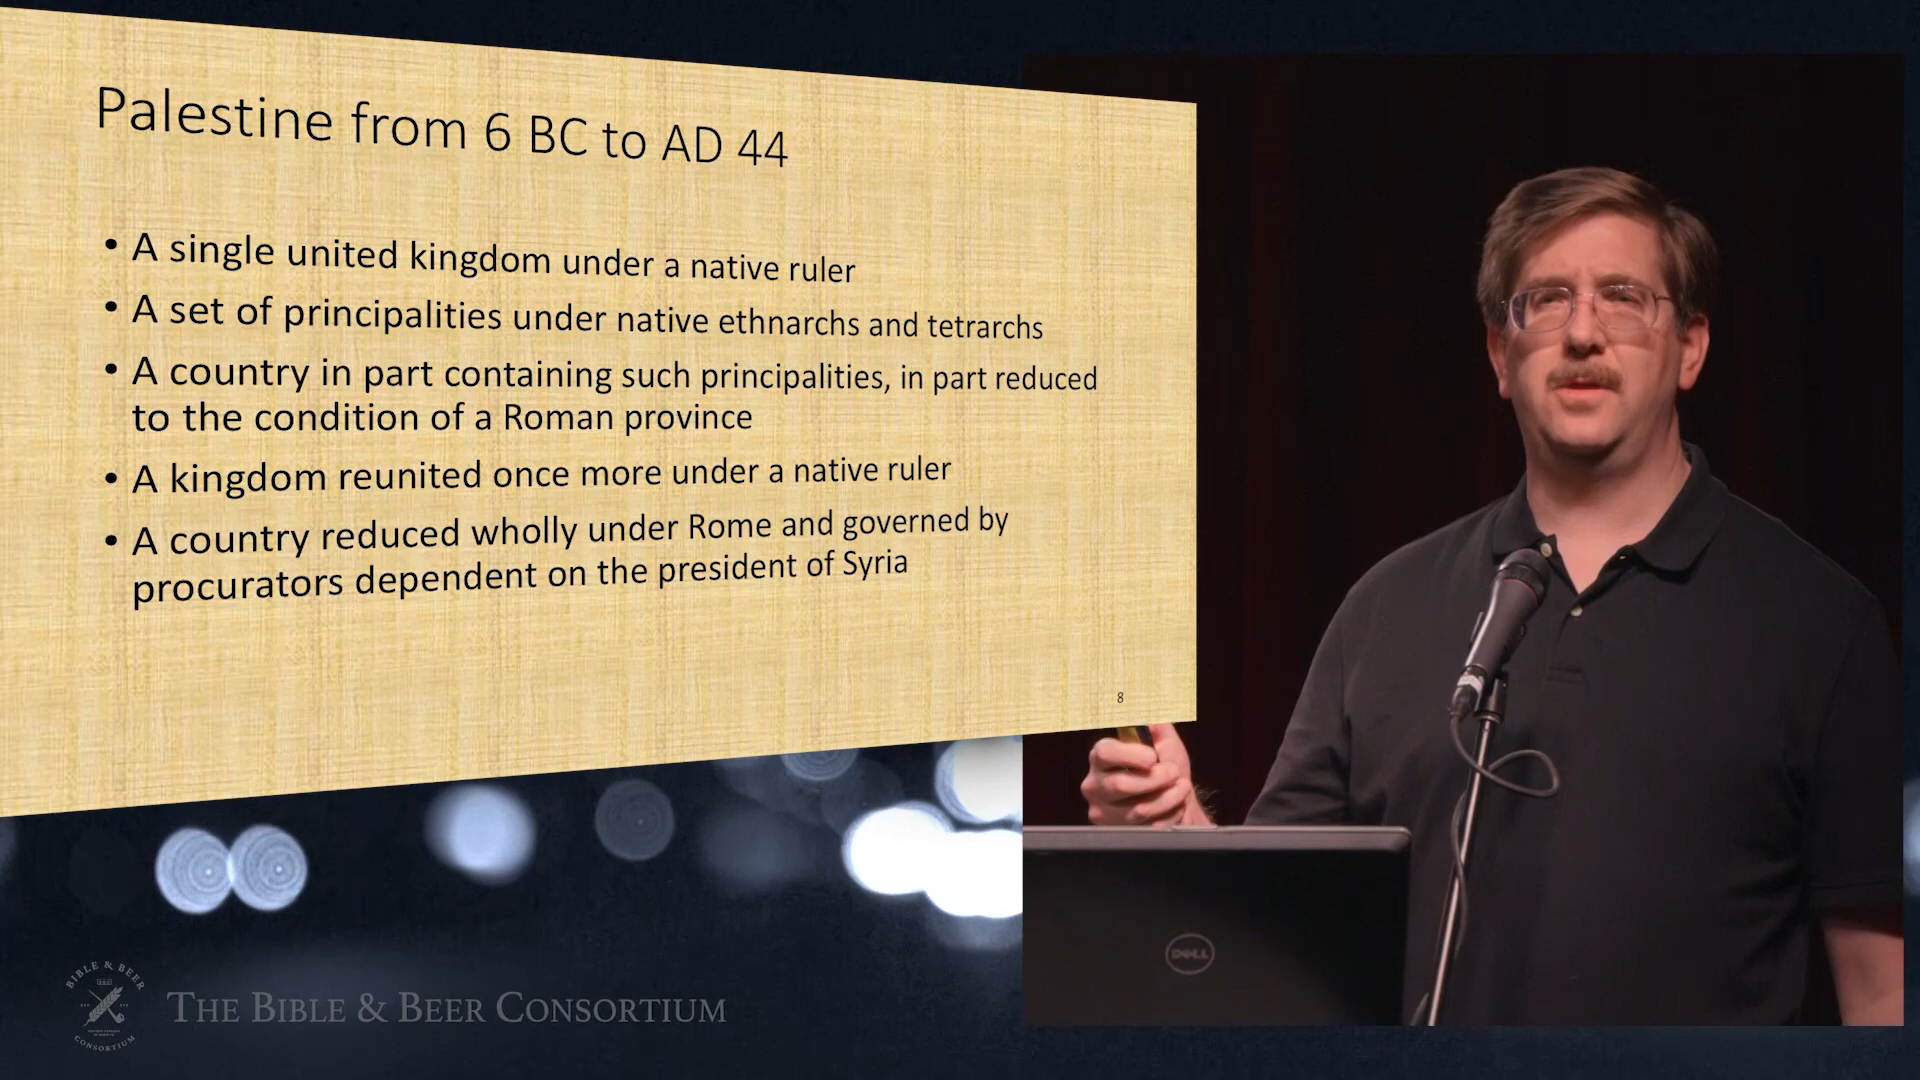 Palestine from 6 BC to AD 44
• A single united kingdom under a native ruler
• A set of principalities under native ethnarchs and tetrarchs
• A country in part containing such principalities, in part reduced
to the condition of a Roman province
• A kingdom reunited once more under a native ruler
• A country reduced wholly under Rome and governed by
procurators dependent on the president of Syria
8
DELL
BIBLE & BEER
CONSORTIUM
THE BIBLE & BEER CONSORTIUM